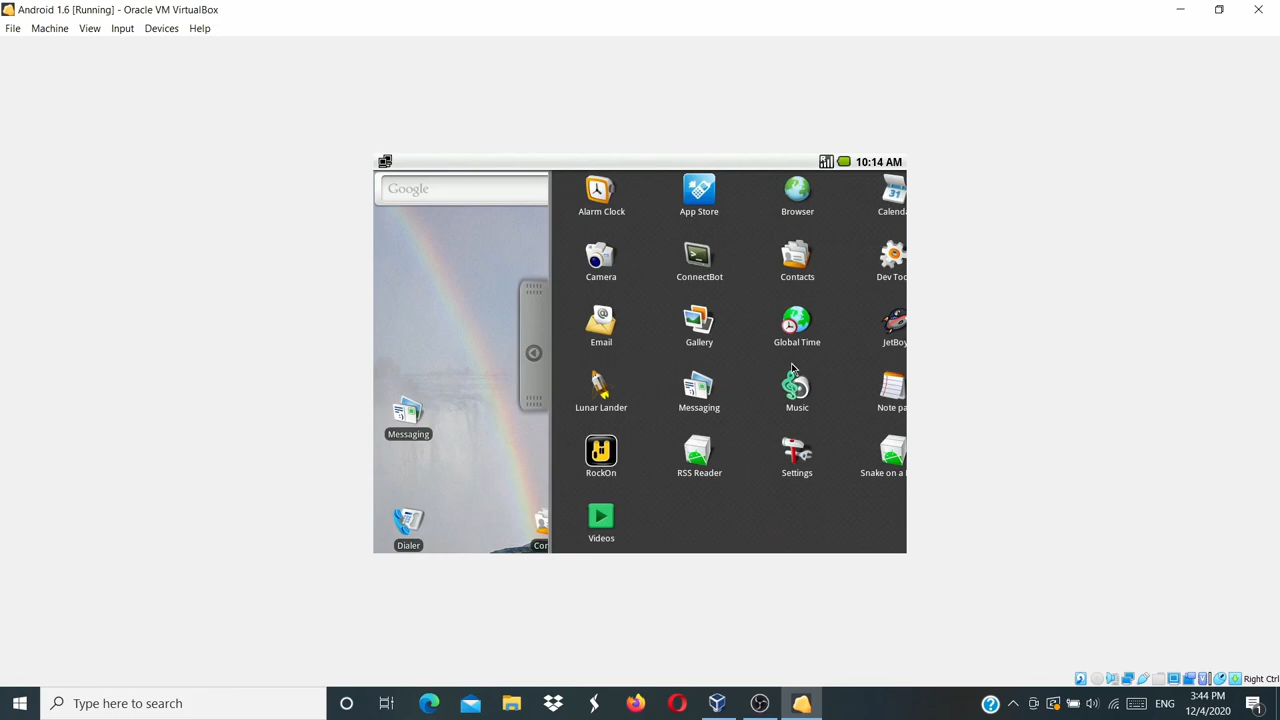 Android 1.6 [Running] - Oracle VM VirtualBox
File Machine View Input Devices Help
10:14 AM
Google
Alarm Clock App Store Browser Calenda
Camera ConnectBot Contacts Dev Too
Email Gallery Global Time JetBoy
Lunar Lander Messaging Music Note pa
Messaging
RockOn RSS Reader Settings Snake on a
Videos
Dialer Con
Right Ctrl
Type here to search
ENG
3:44 PM
12/4/2020